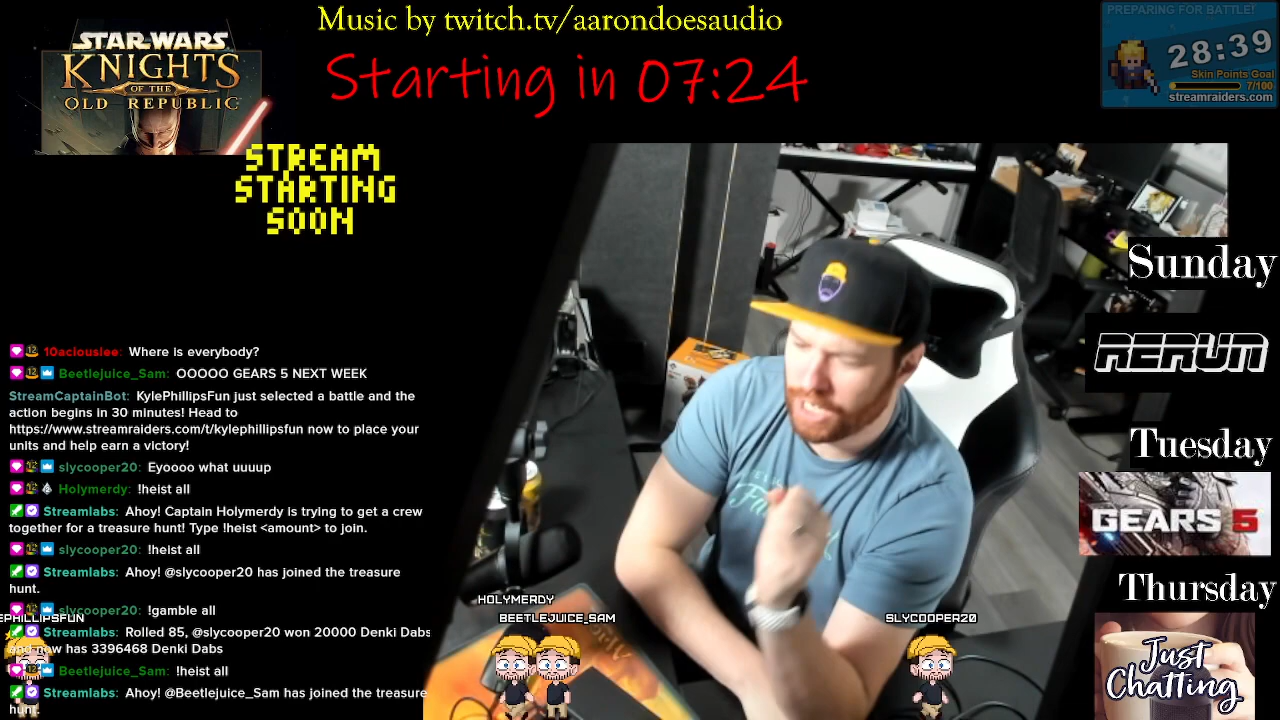 Music by twitch.tv/aarondoesaudio
Starting in 07:24
STAR WARS
KNIGHTS
OF THE
OLD REPUBLIC
STREAM
STARTING
SOON
PREPARING FOR BATTLE!
28:39
Skin Points Goal
7/100
streamraiders.com
Sunday
RERUN
Tuesday
GEARS 5
Thursday
Just
Chatting
10aciouslee: Where is everybody?
Beetlejuice_Sam: OOOOO GEARS 5 NEXT WEEK
StreamCaptainBot: KylePhillipsFun just selected a battle and the
action begins in 30 minutes! Head to
https://www.streamraiders.com/t/kylephillipsfun now to place your
units and help earn a victory!
slycooper20: Eyoooo what uuuup
Holymerdy: !heist all
Streamlabs: Ahoy! Captain Holymerdy is trying to get a crew
together for a treasure hunt! Type !heist <amount> to join.
slycooper20: !heist all
Streamlabs: Ahoy! @slycooper20 has joined the treasure
hunt.
slycooper20: !gamble all
EPHILLIPSFUN
Streamlabs: Rolled 85, @slycooper20 won 20000 Denki Dabs
and now has 3396468 Denki Dabs
Beetlejuice_Sam: !heist all
Streamlabs: Ahoy! @Beetlejuice_Sam has joined the treasure
hunt.
HOLYMERDY
BEETLEJUICE_SAM
SLYCOOPER20